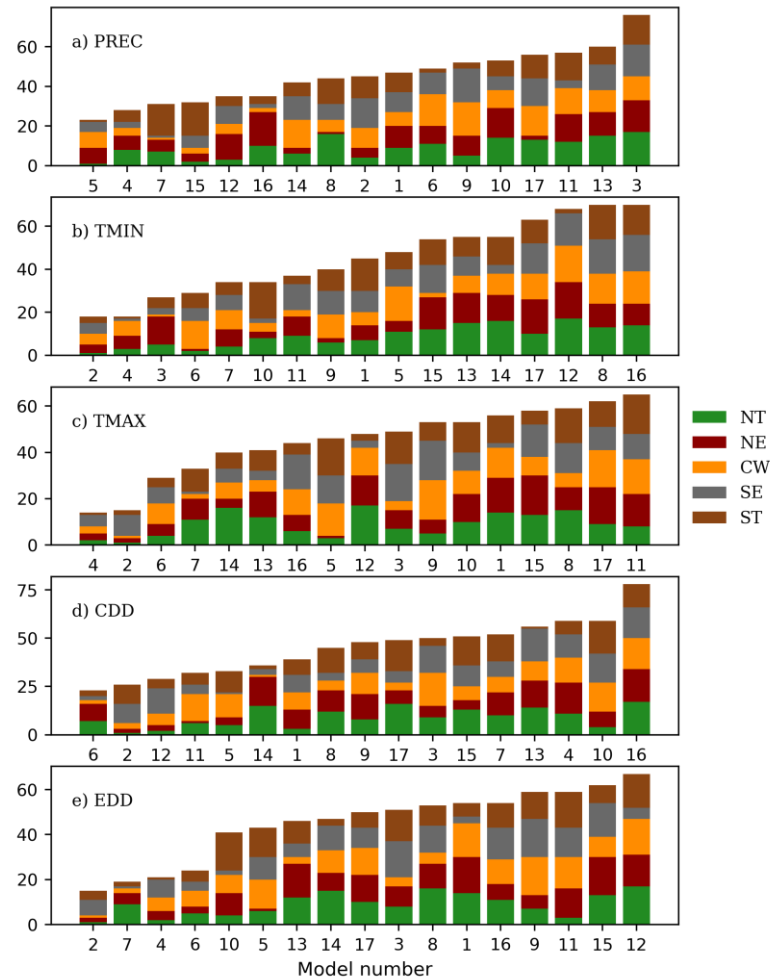 a) PREC
60
40
20
0
5 4 7 15 12 16 14 8 2 1 6 9 10 17 11 13 3
b) TMIN
60
40
20
0
2 4 3 6 7 10 11 9 1 5 15 13 14 17 12 8 16
c) TMAX
60
40
20
0
4 2 6 7 14 13 16 5 12 3 9 10 1 15 8 17 11
NT
NE
CW
SE
ST
d) CDD
75
50
25
0
6 2 12 11 5 14 1 8 9 17 3 15 7 13 4 10 16
e) EDD
60
40
20
0
2 7 4 6 10 5 13 14 17 3 8 1 16 9 11 15 12
Model number